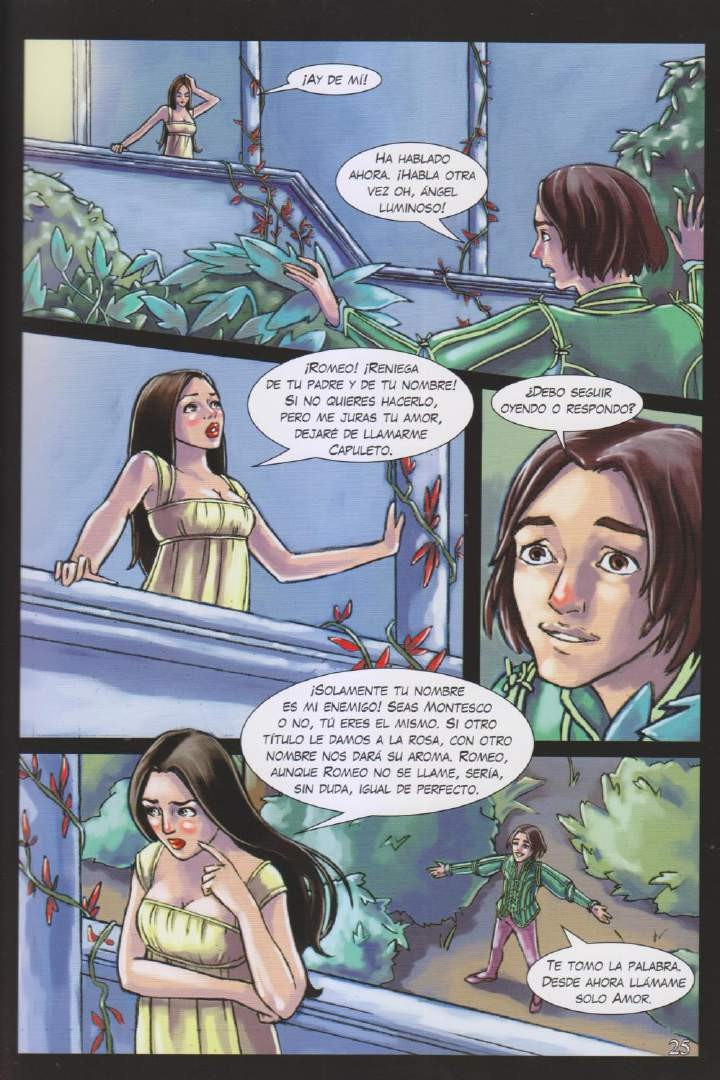 ¡Ay de mí!
Ha hablado
ahora. ¡Habla otra
vez oh, ángel
luminoso!
¡Romeo! ¡Reniega
de tu padre y de tu nombre!
Si no quieres hacerlo,
pero me juras tu amor,
dejaré de llamarme
Capuleto.
¿Debo seguir
oyendo o respondo?
¡Solamente tu nombre
es mi enemigo! Seas Montesco
o no, tú eres el mismo. Si otro
título le damos a la rosa, con otro
nombre nos dará su aroma. Romeo,
aunque Romeo no se llame, sería,
sin duda, igual de perfecto.
Te tomo la palabra.
Desde ahora llámame
solo Amor.
25